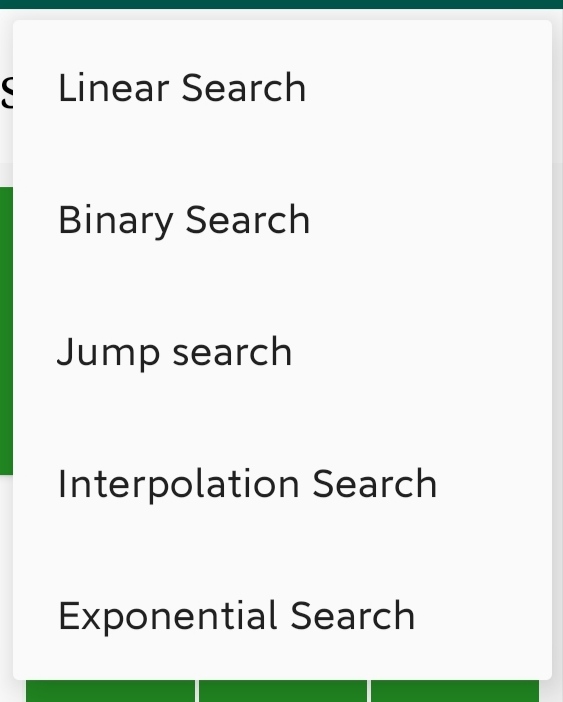 Linear Search
Binary Search
Jump search
Interpolation Search
Exponential Search